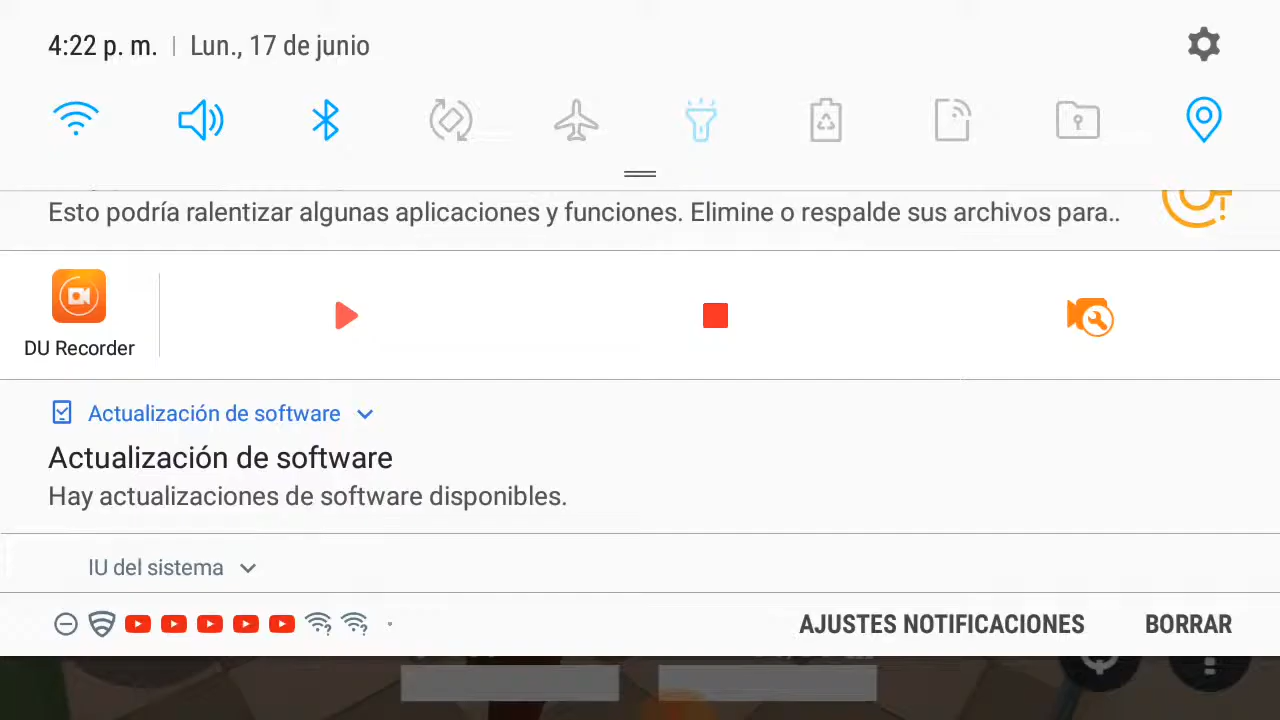 4:22 p. m. | Lun., 17 de junio
Esto podría ralentizar algunas aplicaciones y funciones. Elimine o respalde sus archivos para..
DU Recorder
Actualización de software
Actualización de software
Hay actualizaciones de software disponibles.
IU del sistema
AJUSTES NOTIFICACIONES BORRAR